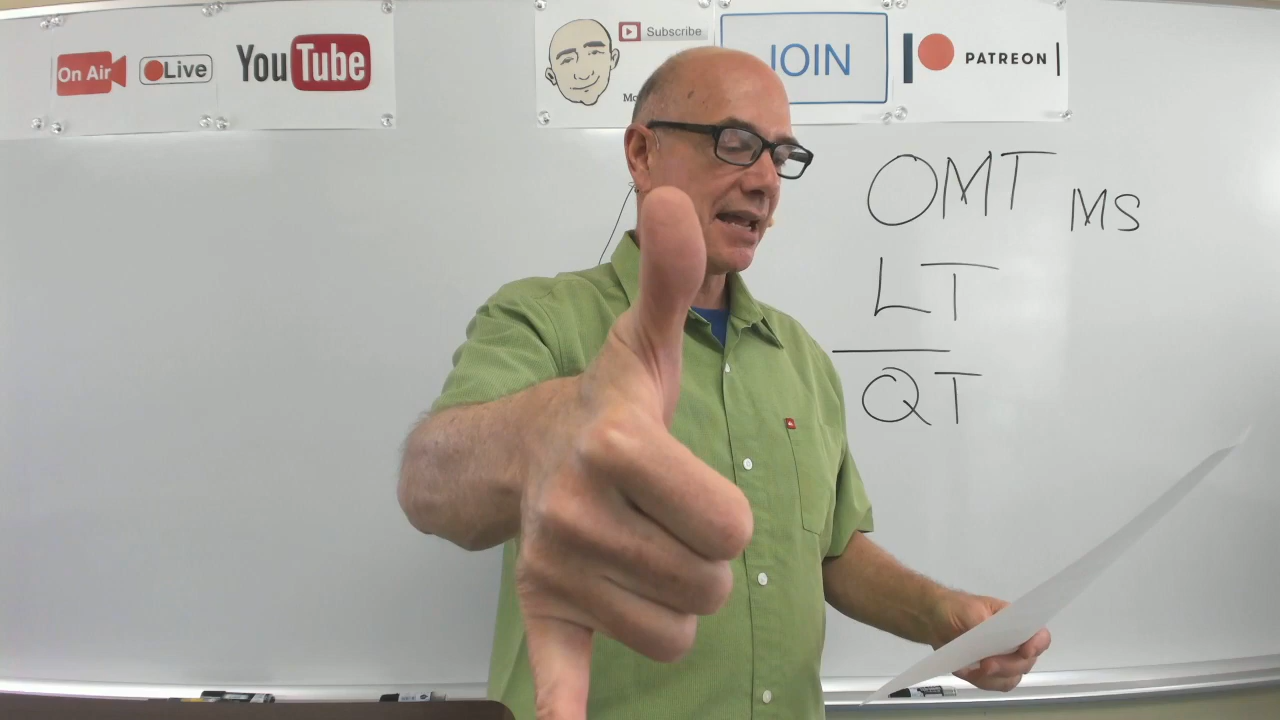 On Air
Live
YouTube
Subscribe
JOIN
PATREON
OMT MS
LT
QT